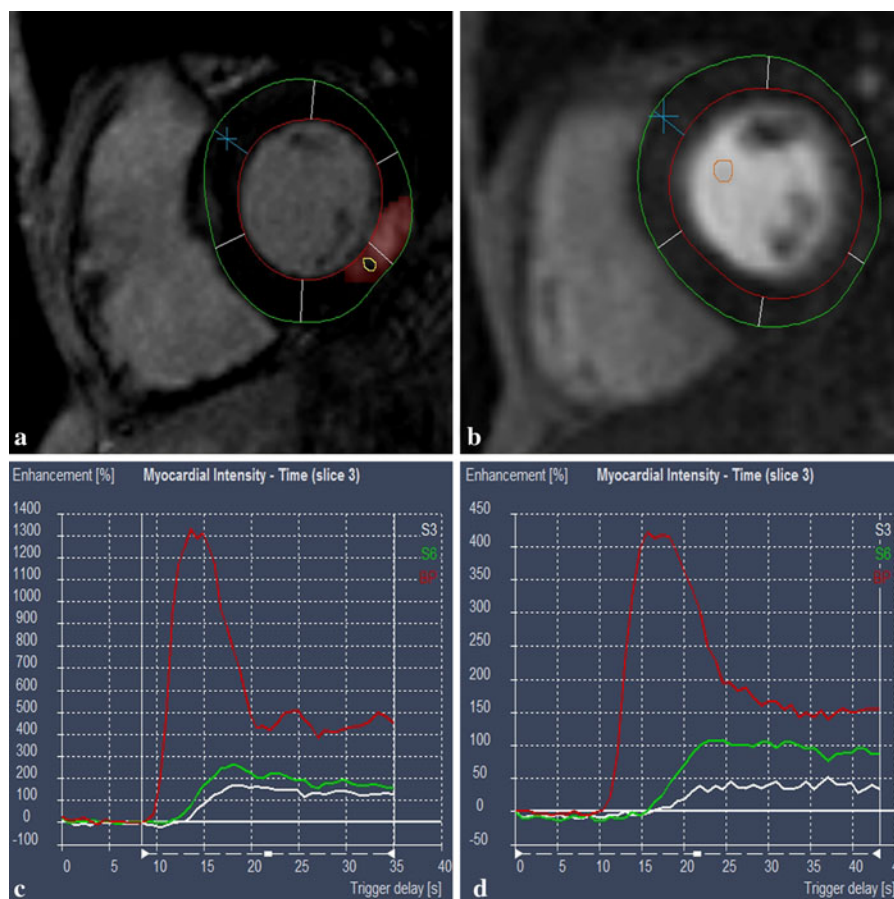 a
b
Enhancement [%] Myocardial Intensity - Time (slice 3)
1400
1300
1200
1100
1000
900
800
700
600
500
400
300
200
100
0
-100
S3
S6
BP
0 5 10 15 20 25 30 35 40
Trigger delay [s]
c
Enhancement [%] Myocardial Intensity - Time (slice 3)
450
400
350
300
250
200
150
100
50
0
-50
S3
S6
BP
0 5 10 15 20 25 30 35 40
Trigger delay [s]
d